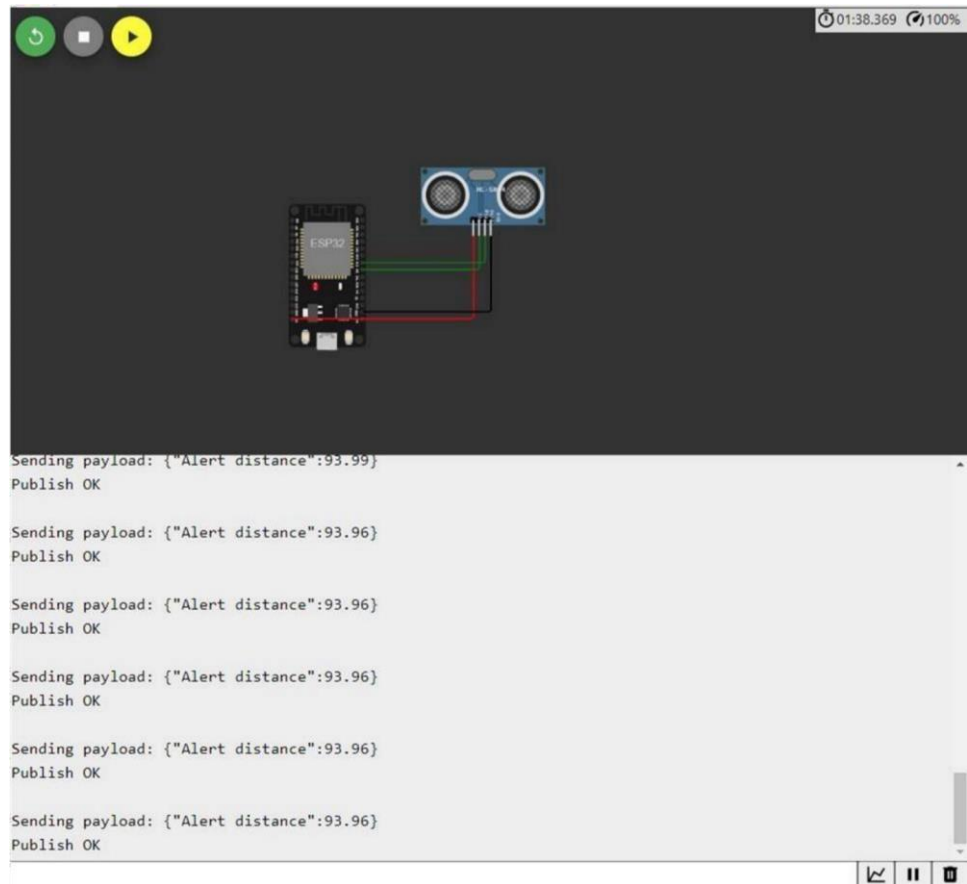 01:38.369 100%
ESP32
Sending payload: {"Alert distance":93.99}
Publish OK
Sending payload: {"Alert distance":93.96}
Publish OK
Sending payload: {"Alert distance":93.96}
Publish OK
Sending payload: {"Alert distance":93.96}
Publish OK
Sending payload: {"Alert distance":93.96}
Publish OK
Sending payload: {"Alert distance":93.96}
Publish OK